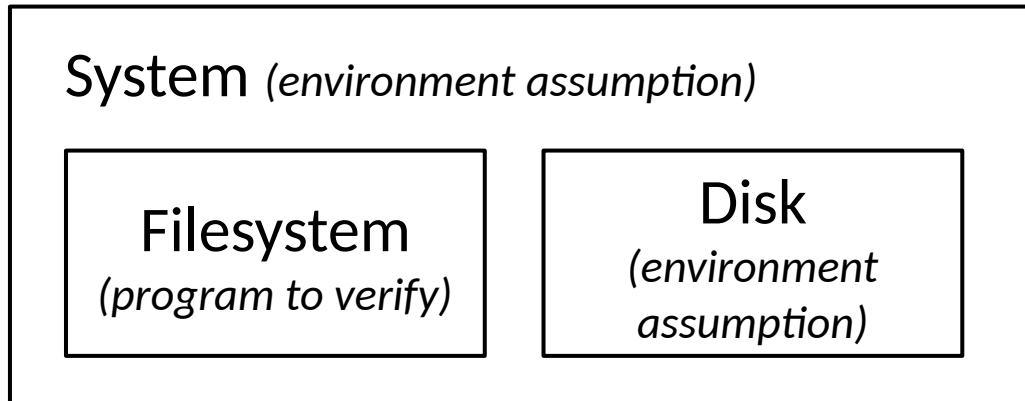 System (environment assumption)
Filesystem
(program to verify)
Disk
(environment
assumption)